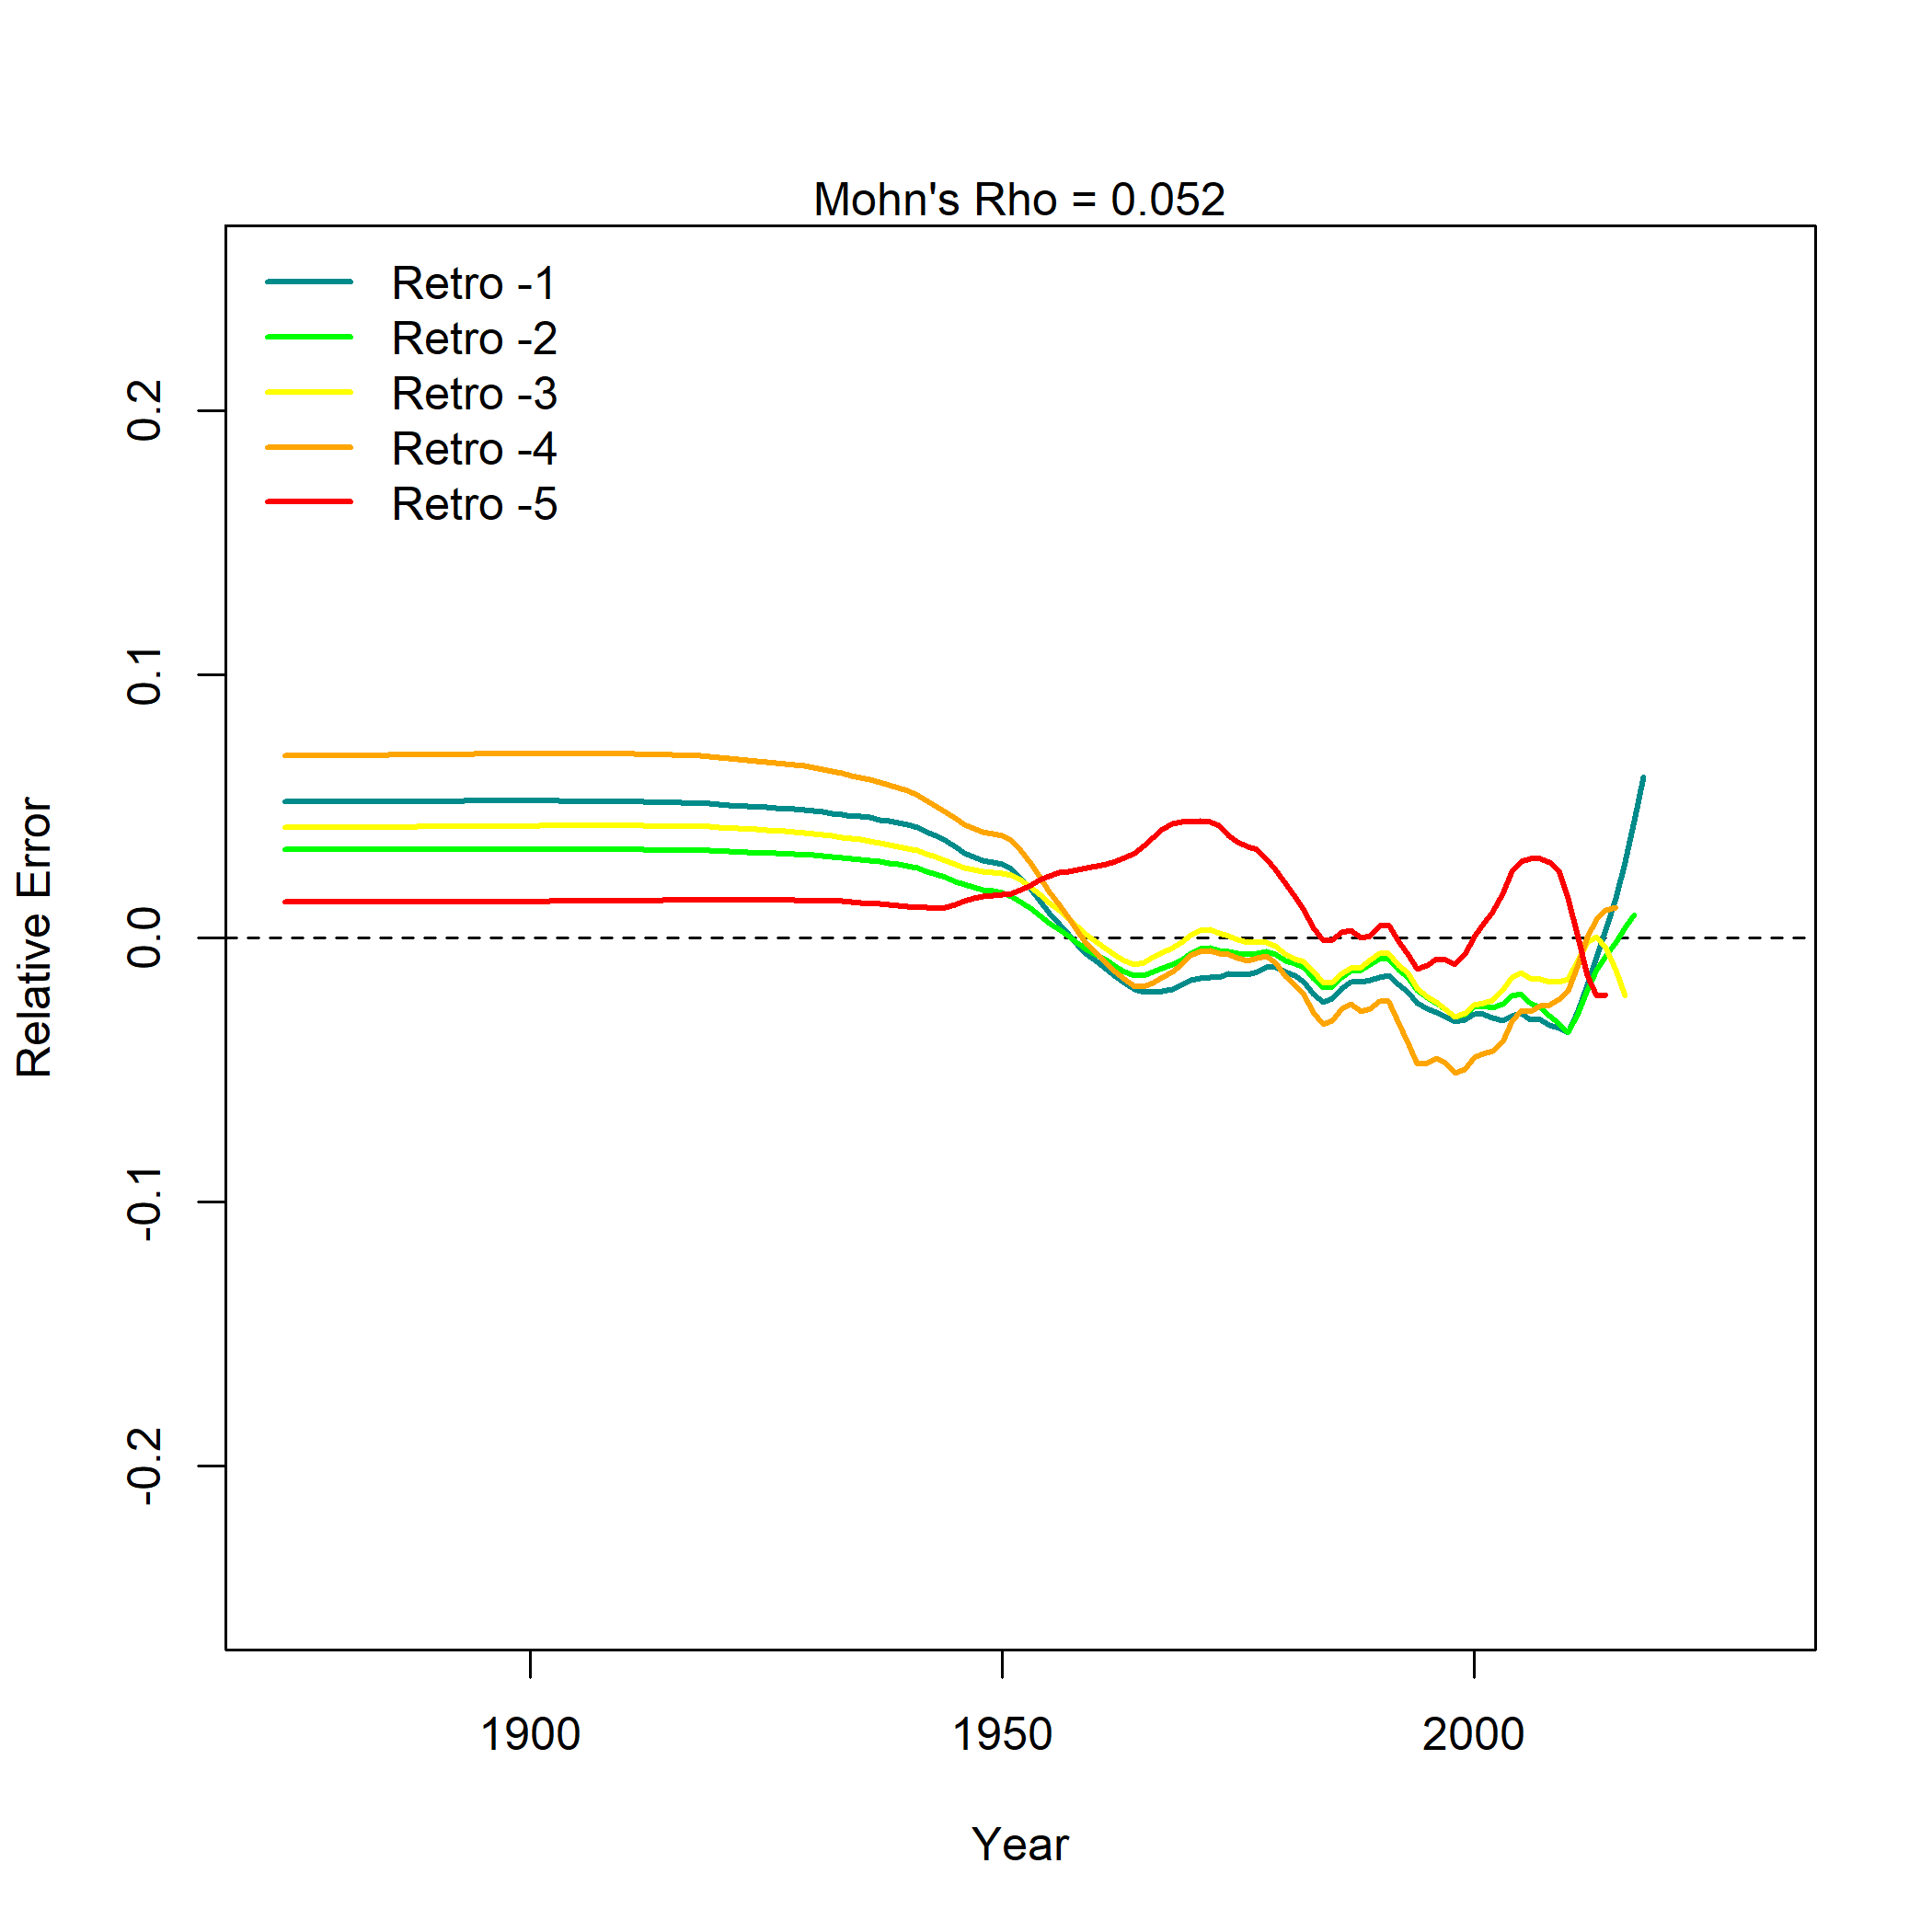 Mohn's Rho = 0.052
Retro -1
Retro -2
Retro -3
Retro -4
Retro -5
0.2
0.1
0.0
-0.1
-0.2
Relative Error
1900 1950 2000
Year